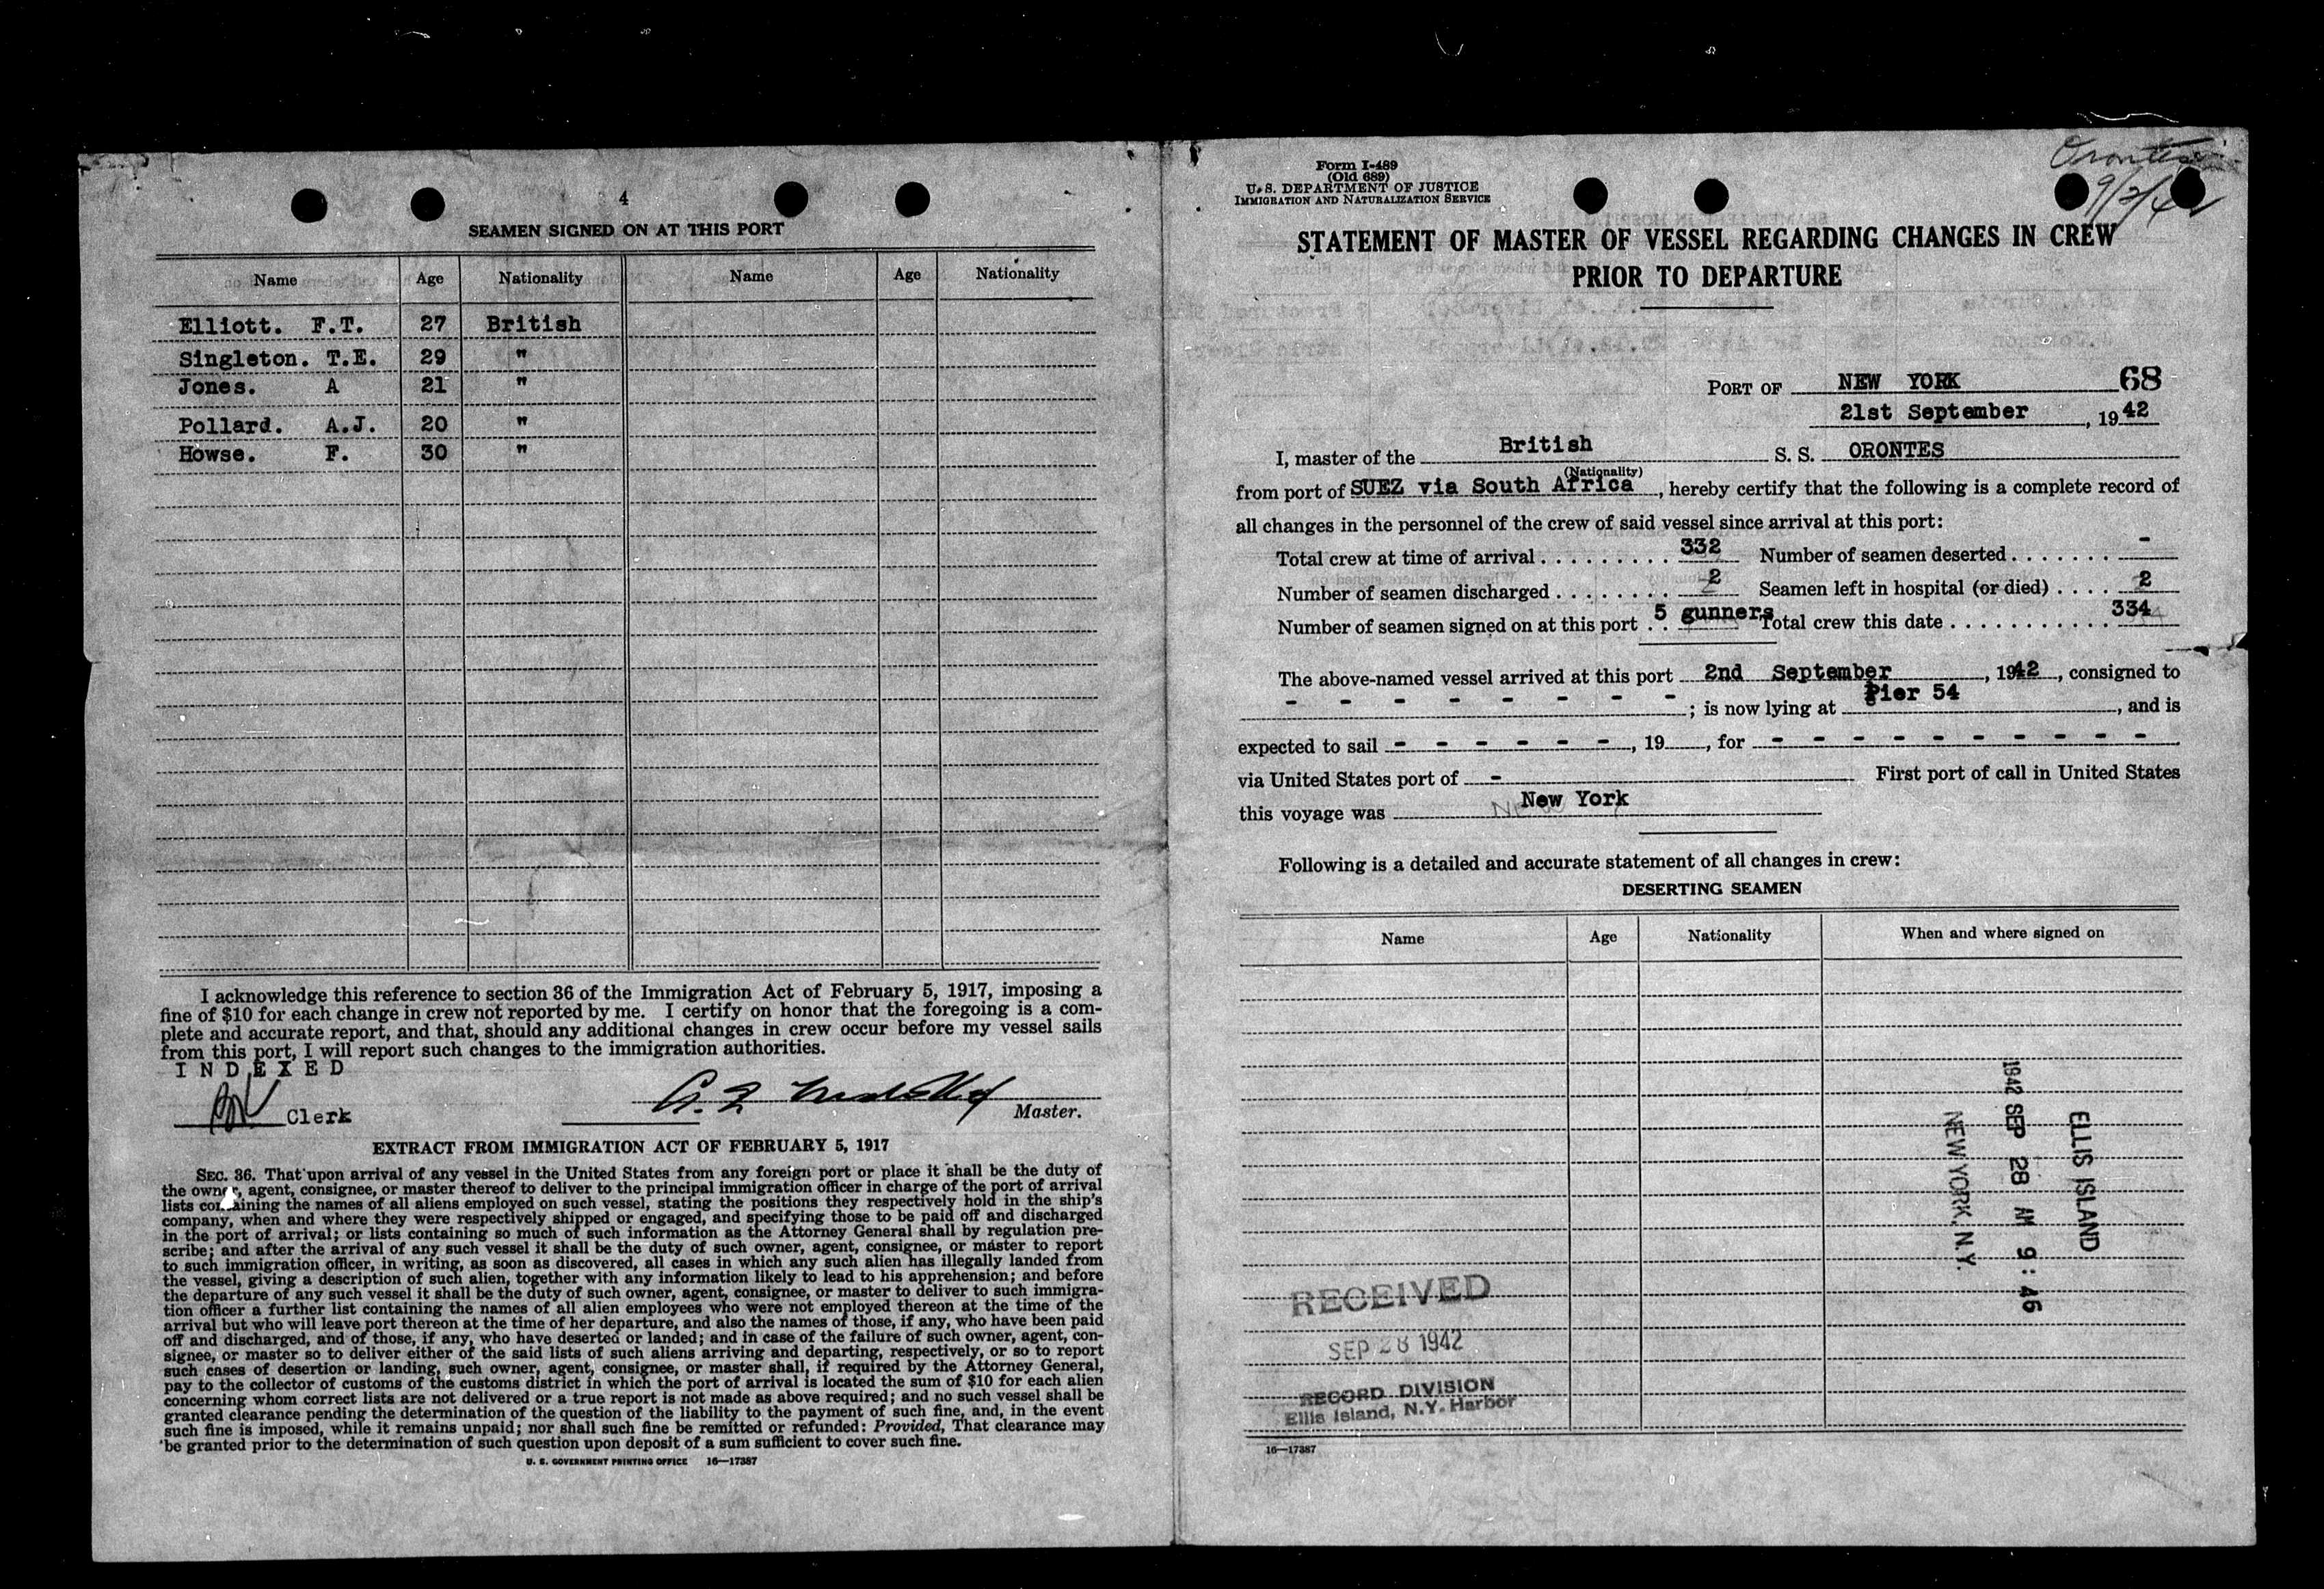 4
SEAMEN SIGNED ON AT THIS PORT
Name Age Nationality Name Age Nationality
Elliott. F.T. 27 British
Singleton. T.E. 29 "
Jones. A 21 "
Pollard. A.J. 20 "
Howse. F. 30 "
I acknowledge this reference to section 36 of the Immigration Act of February 5, 1917, imposing a
fine of $10 for each change in crew not reported by me. I certify on honor that the foregoing is a com-
plete and accurate report, and that, should any additional changes in crew occur before my vessel sails
from this port, I will report such changes to the immigration authorities.
INDEXED
Clerk
Master.
EXTRACT FROM IMMIGRATION ACT OF FEBRUARY 5, 1917
SEC. 36. That upon arrival of any vessel in the United States from any foreign port or place it shall be the duty of
the owner, agent, consignee, or master thereof to deliver to the principal immigration officer in charge of the port of arrival
lists containing the names of all aliens employed on such vessel, stating the positions they respectively hold in the ship's
company, when and where they were respectively shipped or engaged, and specifying those to be paid off and discharged
in the port of arrival; or lists containing so much of such information as the Attorney General shall by regulation pre-
scribe; and after the arrival of any such vessel it shall be the duty of such owner, agent, consignee, or master to report
to such immigration officer, in writing, as soon as discovered, all cases in which any such alien has illegally landed from
the vessel, giving a description of such alien, together with any information likely to lead to his apprehension; and before
the departure of any such vessel it shall be the duty of such owner, agent, consignee, or master to deliver to such immigra-
tion officer a further list containing the names of all alien employees who were not employed thereon at the time of the
arrival but who will leave port thereon at the time of her departure, and also the names of those, if any, who have been paid
off and discharged, and of those, if any, who have deserted or landed; and in case of the failure of such owner, agent, con-
signee, or master so to deliver either of the said lists of such aliens arriving and departing, respectively, or so to report
such cases of desertion or landing, such owner, agent, consignee, or master shall, if required by the Attorney General,
pay to the collector of customs of the customs district in which the port of arrival is located the sum of $10 for each alien
concerning whom correct lists are not delivered or a true report is not made as above required; and no such vessel shall be
granted clearance pending the determination of the question of the liability to the payment of such fine, and, in the event
such fine is imposed, while it remains unpaid; nor shall such fine be remitted or refunded: Provided, That clearance may
be granted prior to the determination of such question upon deposit of a sum sufficient to cover such fine.
U. S. GOVERNMENT PRINTING OFFICE 16—17387
Orontes
9/2/42
Form I-489
(Old 689)
U. S. DEPARTMENT OF JUSTICE
IMMIGRATION AND NATURALIZATION SERVICE
STATEMENT OF MASTER OF VESSEL REGARDING CHANGES IN CREW
PRIOR TO DEPARTURE
PORT OF NEW YORK 68
21st September, 1942
I, master of the British S. S. ORONTES
(Nationality)
from port of SUEZ via South Africa, hereby certify that the following is a complete record of
all changes in the personnel of the crew of said vessel since arrival at this port:
Total crew at time of arrival . . . . . . . . . 332 Number of seamen deserted . . . . . . . -
Number of seamen discharged . . . . . . . . 2 Seamen left in hospital (or died) . . . . 2
Number of seamen signed on at this port . . 5 gunners Total crew this date . . . . . . . . . . . 334
The above-named vessel arrived at this port 2nd September, 1942, consigned to
- - - - - - - - ; is now lying at Pier 54, and is
expected to sail - - - - - -, 19, for - - - - - - - - - -
via United States port of - First port of call in United States
this voyage was New York
Following is a detailed and accurate statement of all changes in crew:
DESERTING SEAMEN
Name Age Nationality When and where signed on
ELLIS ISLAND
1942 SEP 28 AM 9:46
NEW YORK, N.Y.
RECEIVED
SEP 28 1942
RECORD DIVISION
Ellis Island, N.Y. Harbor
16—17387